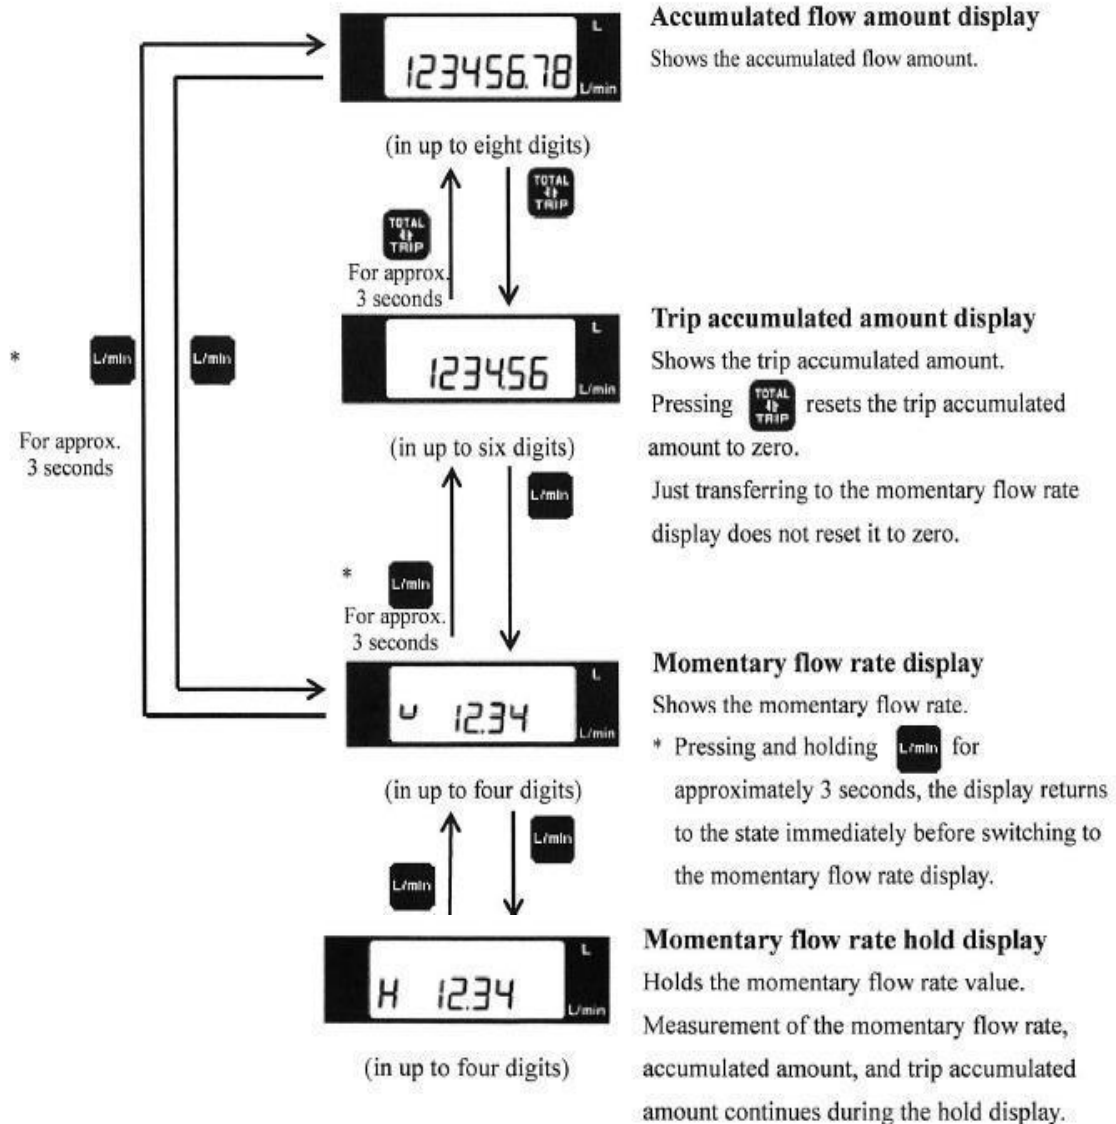 Accumulated flow amount display
L
Shows the accumulated flow amount.
123456.78
L/min
(in up to eight digits)
TOTAL
TRIP
TOTAL
TRIP
For approx.
3 seconds
Trip accumulated amount display
L
Shows the trip accumulated amount.
* L/min L/min
1234.56
L/min
Pressing TOTAL TRIP resets the trip accumulated
amount to zero.
For approx.
3 seconds
(in up to six digits)
L/min
Just transferring to the momentary flow rate
display does not reset it to zero.
* L/min
For approx.
3 seconds
Momentary flow rate display
L
Shows the momentary flow rate.
U 12.34
L/min
* Pressing and holding L/min for
approximately 3 seconds, the display returns
to the state immediately before switching to
the momentary flow rate display.
(in up to four digits)
L/min
L/min
Momentary flow rate hold display
L
Holds the momentary flow rate value.
H 12.34
L/min
Measurement of the momentary flow rate,
accumulated amount, and trip accumulated
amount continues during the hold display.
(in up to four digits)